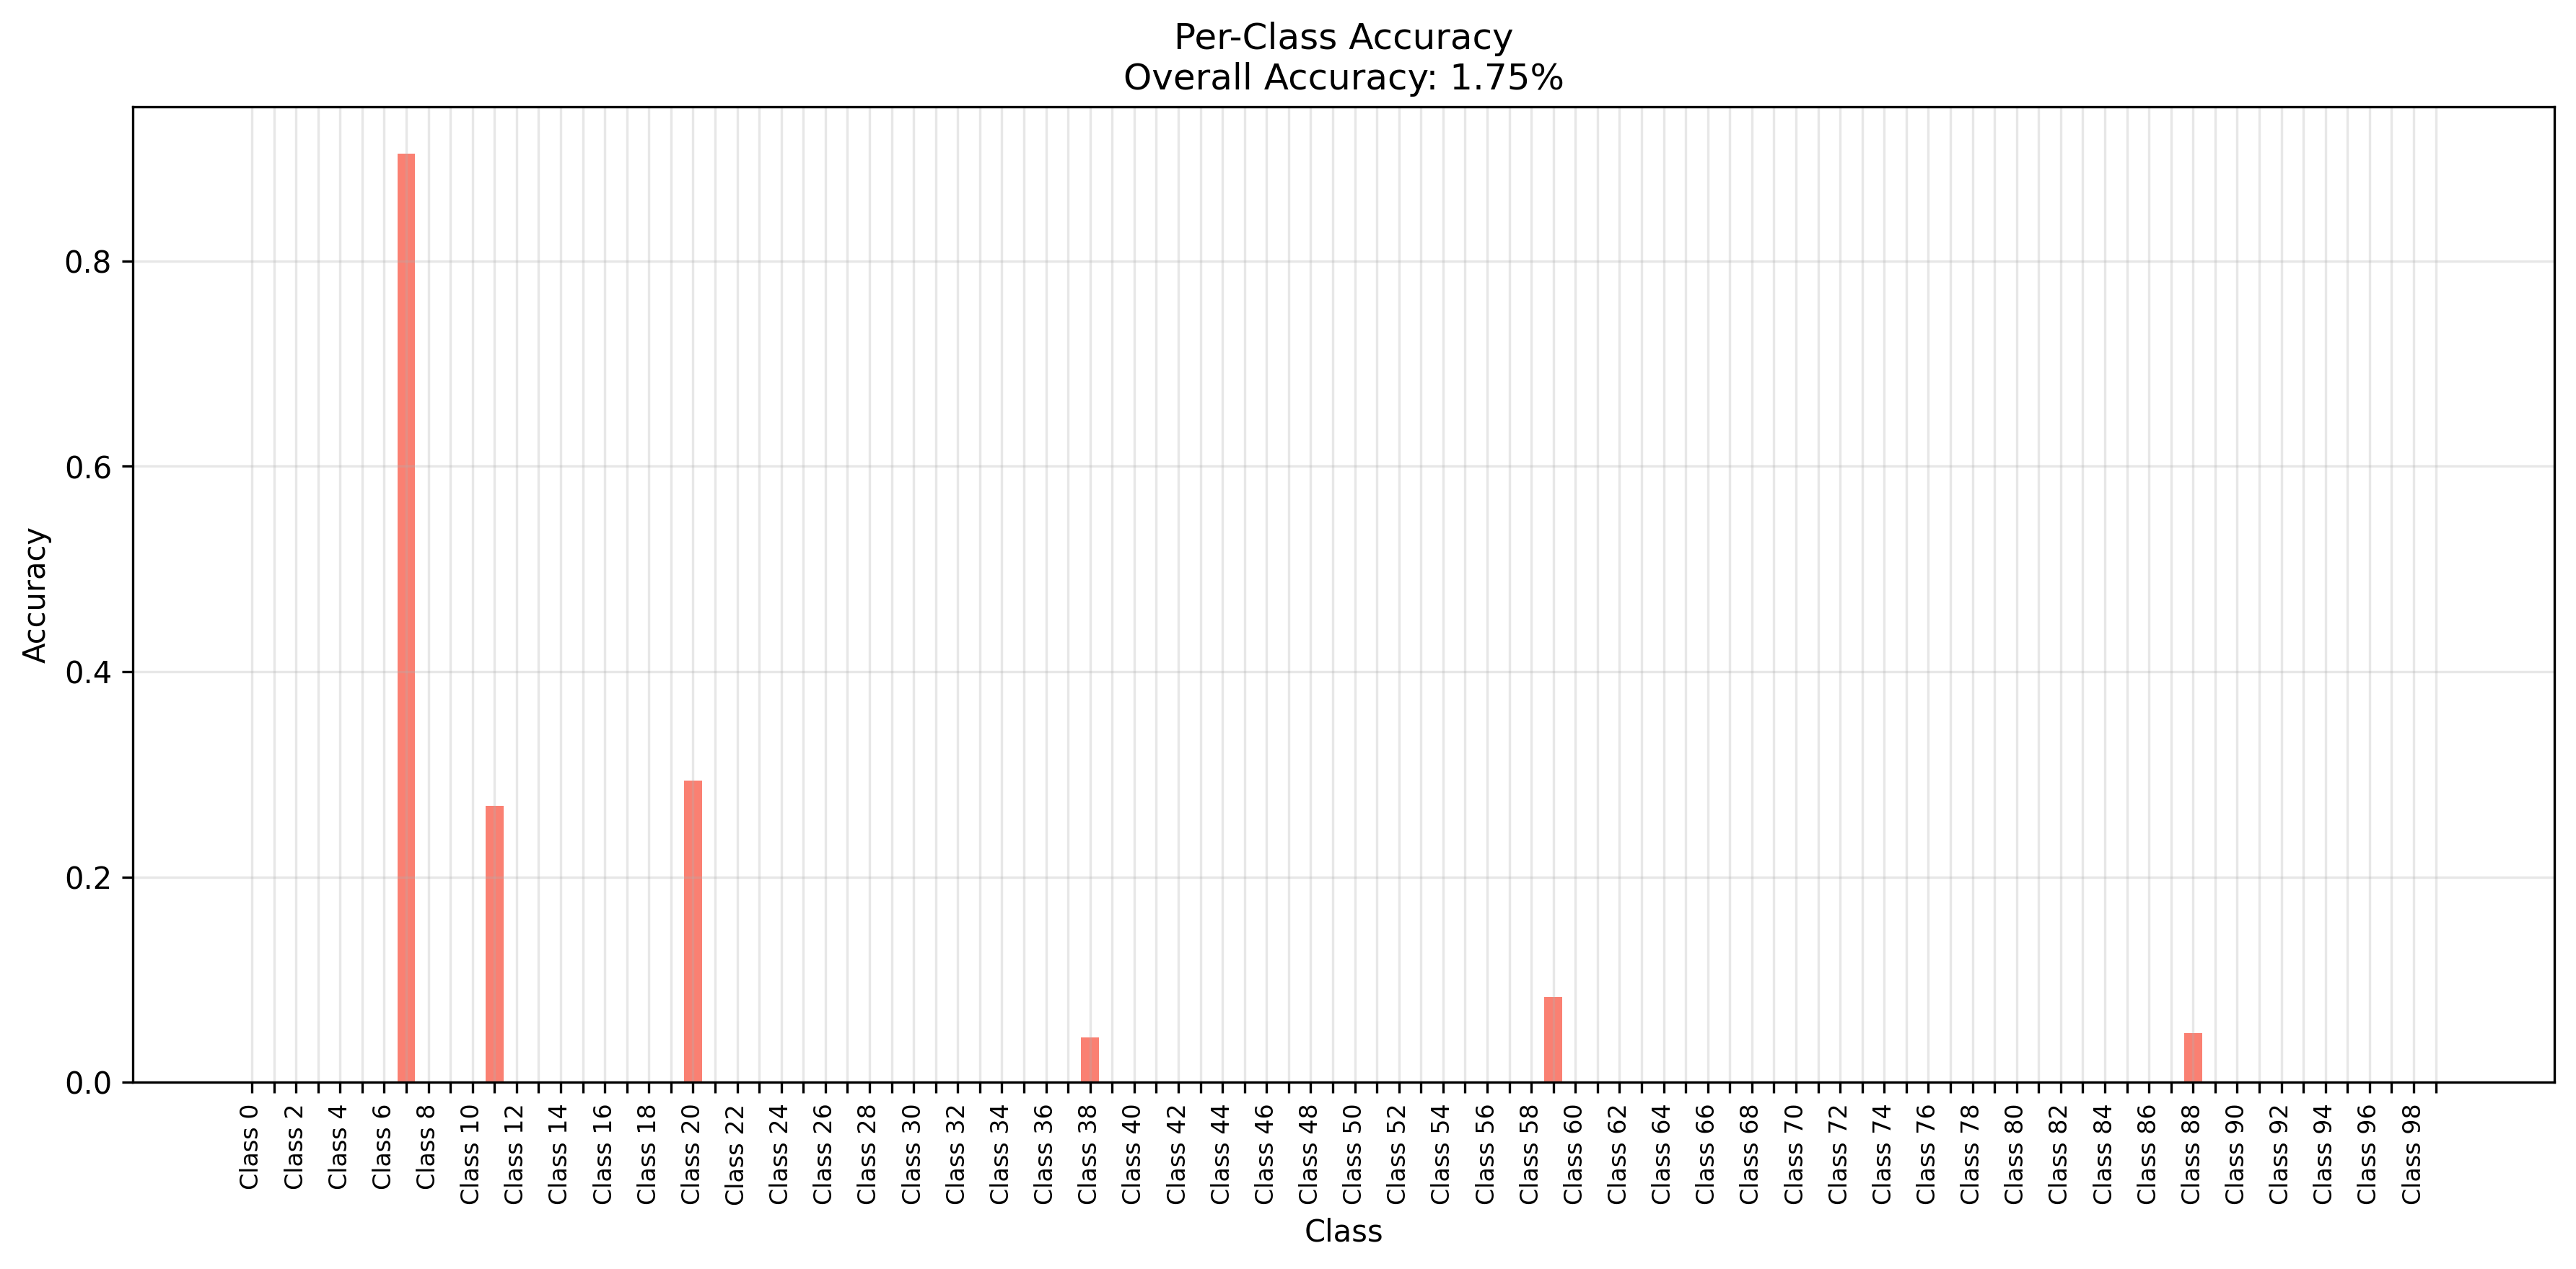 Per-Class Accuracy
Overall Accuracy: 1.75%
Accuracy
0.8
0.6
0.4
0.2
0.0
Class 0
Class 2
Class 4
Class 6
Class 8
Class 10
Class 12
Class 14
Class 16
Class 18
Class 20
Class 22
Class 24
Class 26
Class 28
Class 30
Class 32
Class 34
Class 36
Class 38
Class 40
Class 42
Class 44
Class 46
Class 48
Class 50
Class 52
Class 54
Class 56
Class 58
Class 60
Class 62
Class 64
Class 66
Class 68
Class 70
Class 72
Class 74
Class 76
Class 78
Class 80
Class 82
Class 84
Class 86
Class 88
Class 90
Class 92
Class 94
Class 96
Class 98
Class